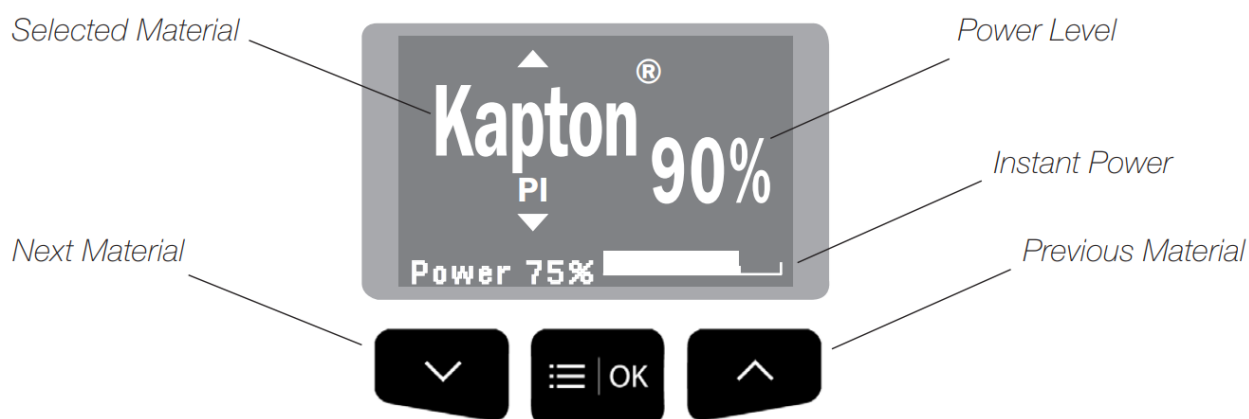 Selected Material
Power Level
®
Kapton
90%
PI
Instant Power
Next Material
Previous Material
Power 75%
OK